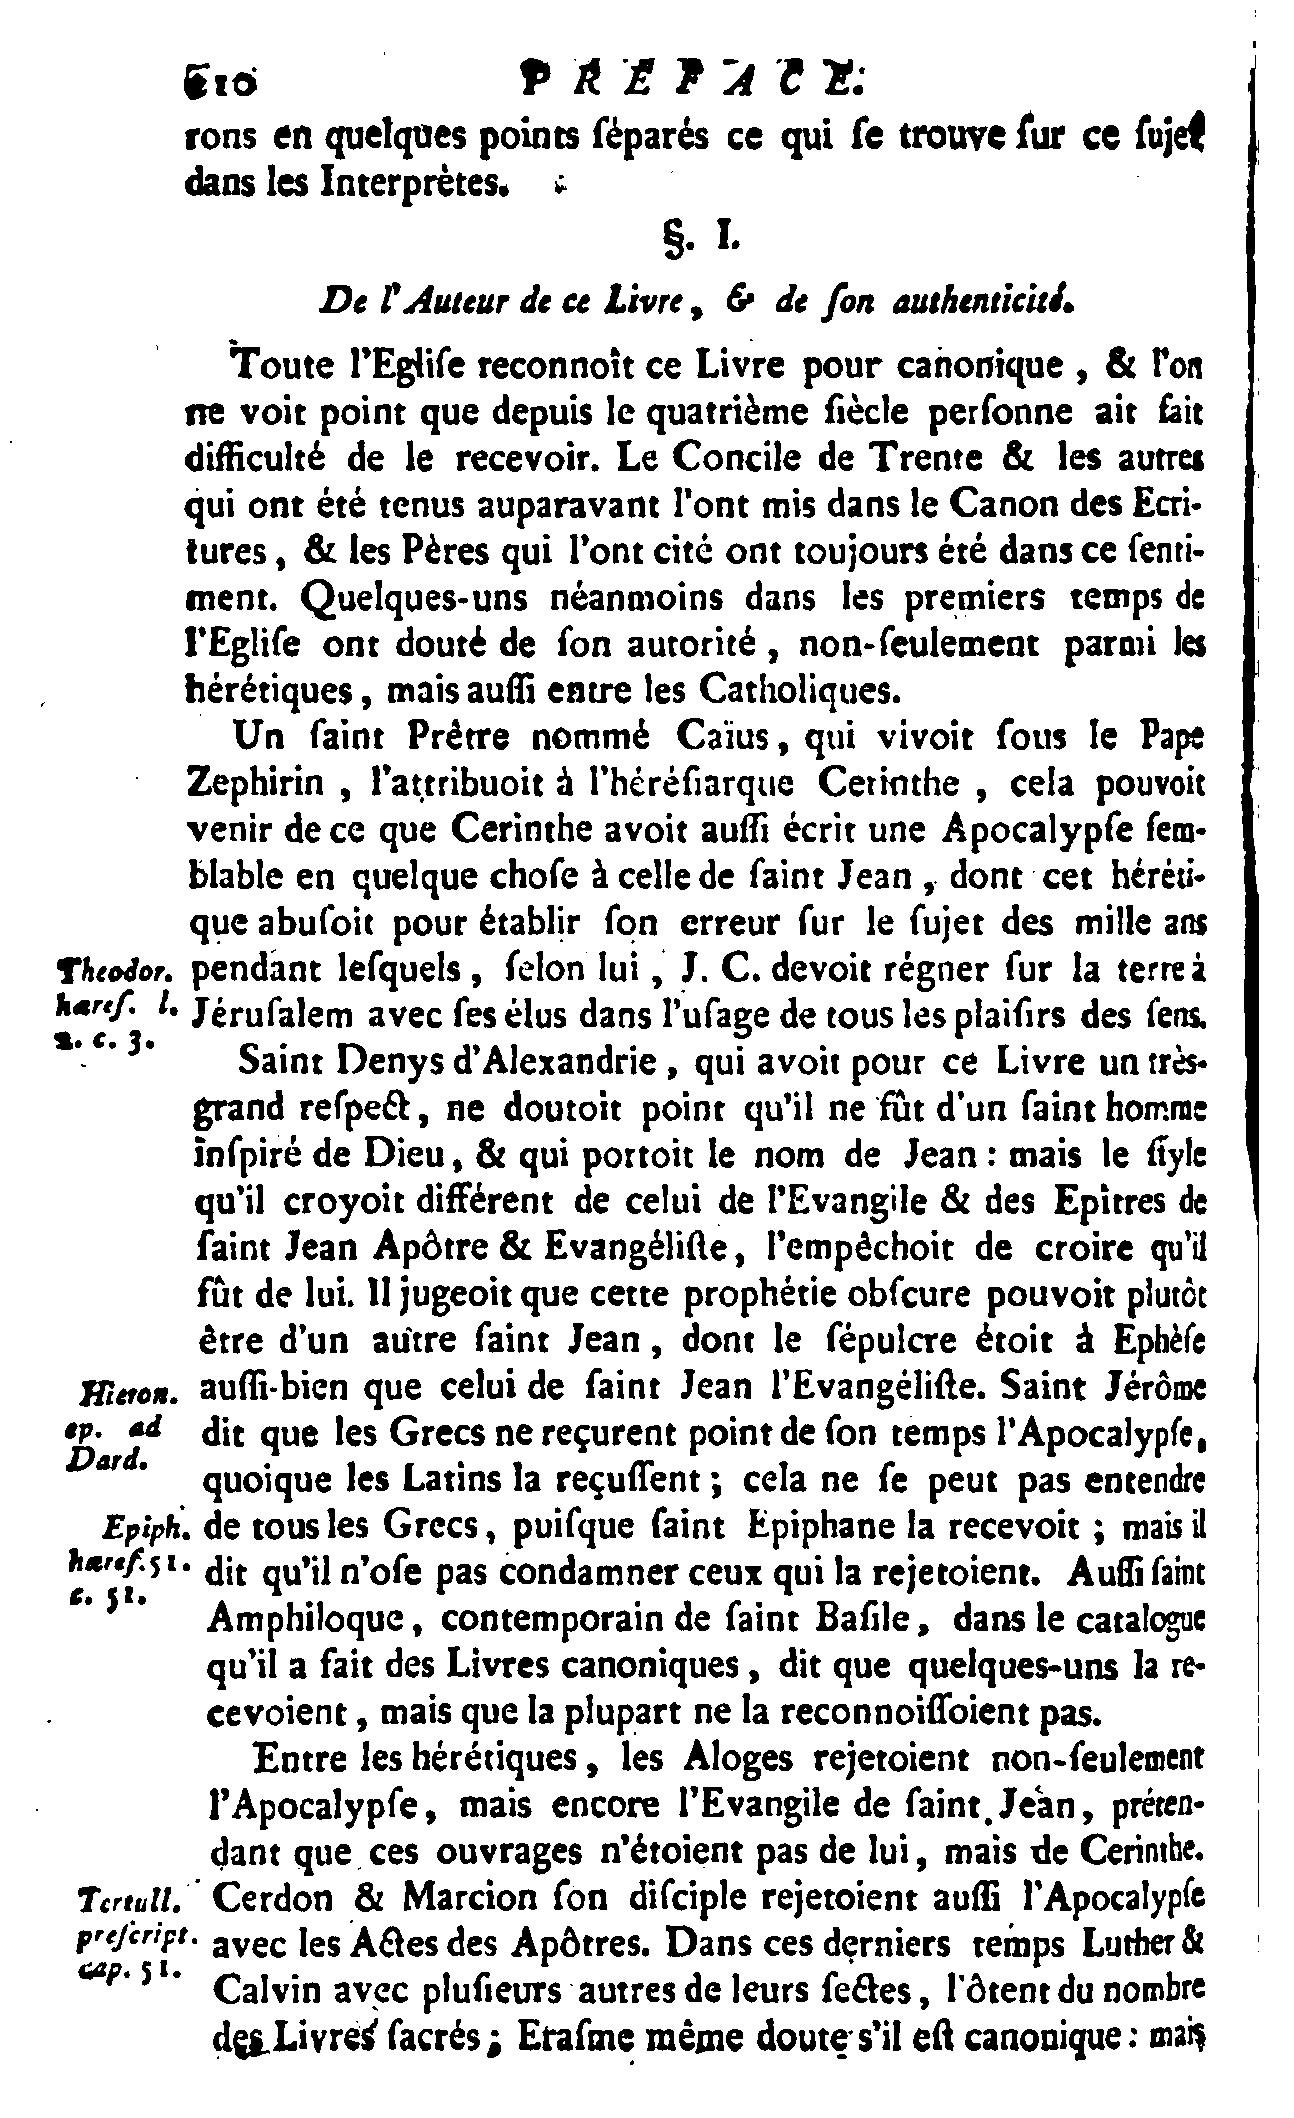 610 PREFACE.
rons en quelques points ſéparés ce qui ſe trouve ſur ce ſujet
dans les Interprètes.
§. I.
De l'Auteur de ce Livre, & de ſon authenticité.
Toute l'Egliſe reconnoît ce Livre pour canonique, & l'on
ne voit point que depuis le quatrième ſiècle perſonne ait fait
difficulté de le recevoir. Le Concile de Trente & les autres
qui ont été tenus auparavant l'ont mis dans le Canon des Ecri-
tures, & les Pères qui l'ont cité ont toujours été dans ce ſenti-
ment. Quelques-uns néanmoins dans les premiers temps de
l'Egliſe ont douté de ſon autorité, non-ſeulement parmi les
hérétiques, mais auſſi entre les Catholiques.
Un ſaint Prêtre nommé Caïus, qui vivoit ſous le Pape
Zephirin, l'attribuoit à l'héréſiarque Cerinthe, cela pouvoit
venir de ce que Cerinthe avoit auſſi écrit une Apocalypſe ſem-
blable en quelque choſe à celle de ſaint Jean, dont cet héréti-
que abuſoit pour établir ſon erreur ſur le ſujet des mille ans
Theodor. pendant leſquels, ſelon lui, J. C. devoit régner ſur la terre à
hæreſ. l. Jéruſalem avec ſes élus dans l'uſage de tous les plaiſirs des ſens.
2. c. 3.
Saint Denys d'Alexandrie, qui avoit pour ce Livre un très-
grand reſpect, ne doutoit point qu'il ne fût d'un ſaint homme
inſpiré de Dieu, & qui portoit le nom de Jean : mais le ſtyle
qu'il croyoit différent de celui de l'Evangile & des Epîtres de
ſaint Jean Apôtre & Evangéliſte, l'empêchoit de croire qu'il
fût de lui. Il jugeoit que cette prophétie obſcure pouvoit plutôt
être d'un autre ſaint Jean, dont le ſépulcre étoit à Ephèſe
Hieron. auſſi-bien que celui de ſaint Jean l'Evangéliſte. Saint Jérôme
ep. ad dit que les Grecs ne reçurent point de ſon temps l'Apocalypſe,
Dard.
quoique les Latins la reçuſſent ; cela ne ſe peut pas entendre
Epiph. de tous les Grecs, puiſque ſaint Epiphane la recevoit ; mais il
hæreſ. 51. dit qu'il n'oſe pas condamner ceux qui la rejetoient. Auſſi ſaint
c. 51.
Amphiloque, contemporain de ſaint Baſile, dans le catalogue
qu'il a fait des Livres canoniques, dit que quelques-uns la re-
cevoient, mais que la plupart ne la reconnoiſſoient pas.
Entre les hérétiques, les Aloges rejetoient non-ſeulement
l'Apocalypſe, mais encore l'Evangile de ſaint Jean, préten-
dant que ces ouvrages n'étoient pas de lui, mais de Cerinthe.
Tertull. Cerdon & Marcion ſon diſciple rejetoient auſſi l'Apocalypſe
preſcript. avec les Actes des Apôtres. Dans ces derniers temps Luther &
cap. 51.
Calvin avec pluſieurs autres de leurs ſectes, l'ôtent du nombre
des Livres ſacrés ; Eraſme même doute s'il eſt canonique : mais